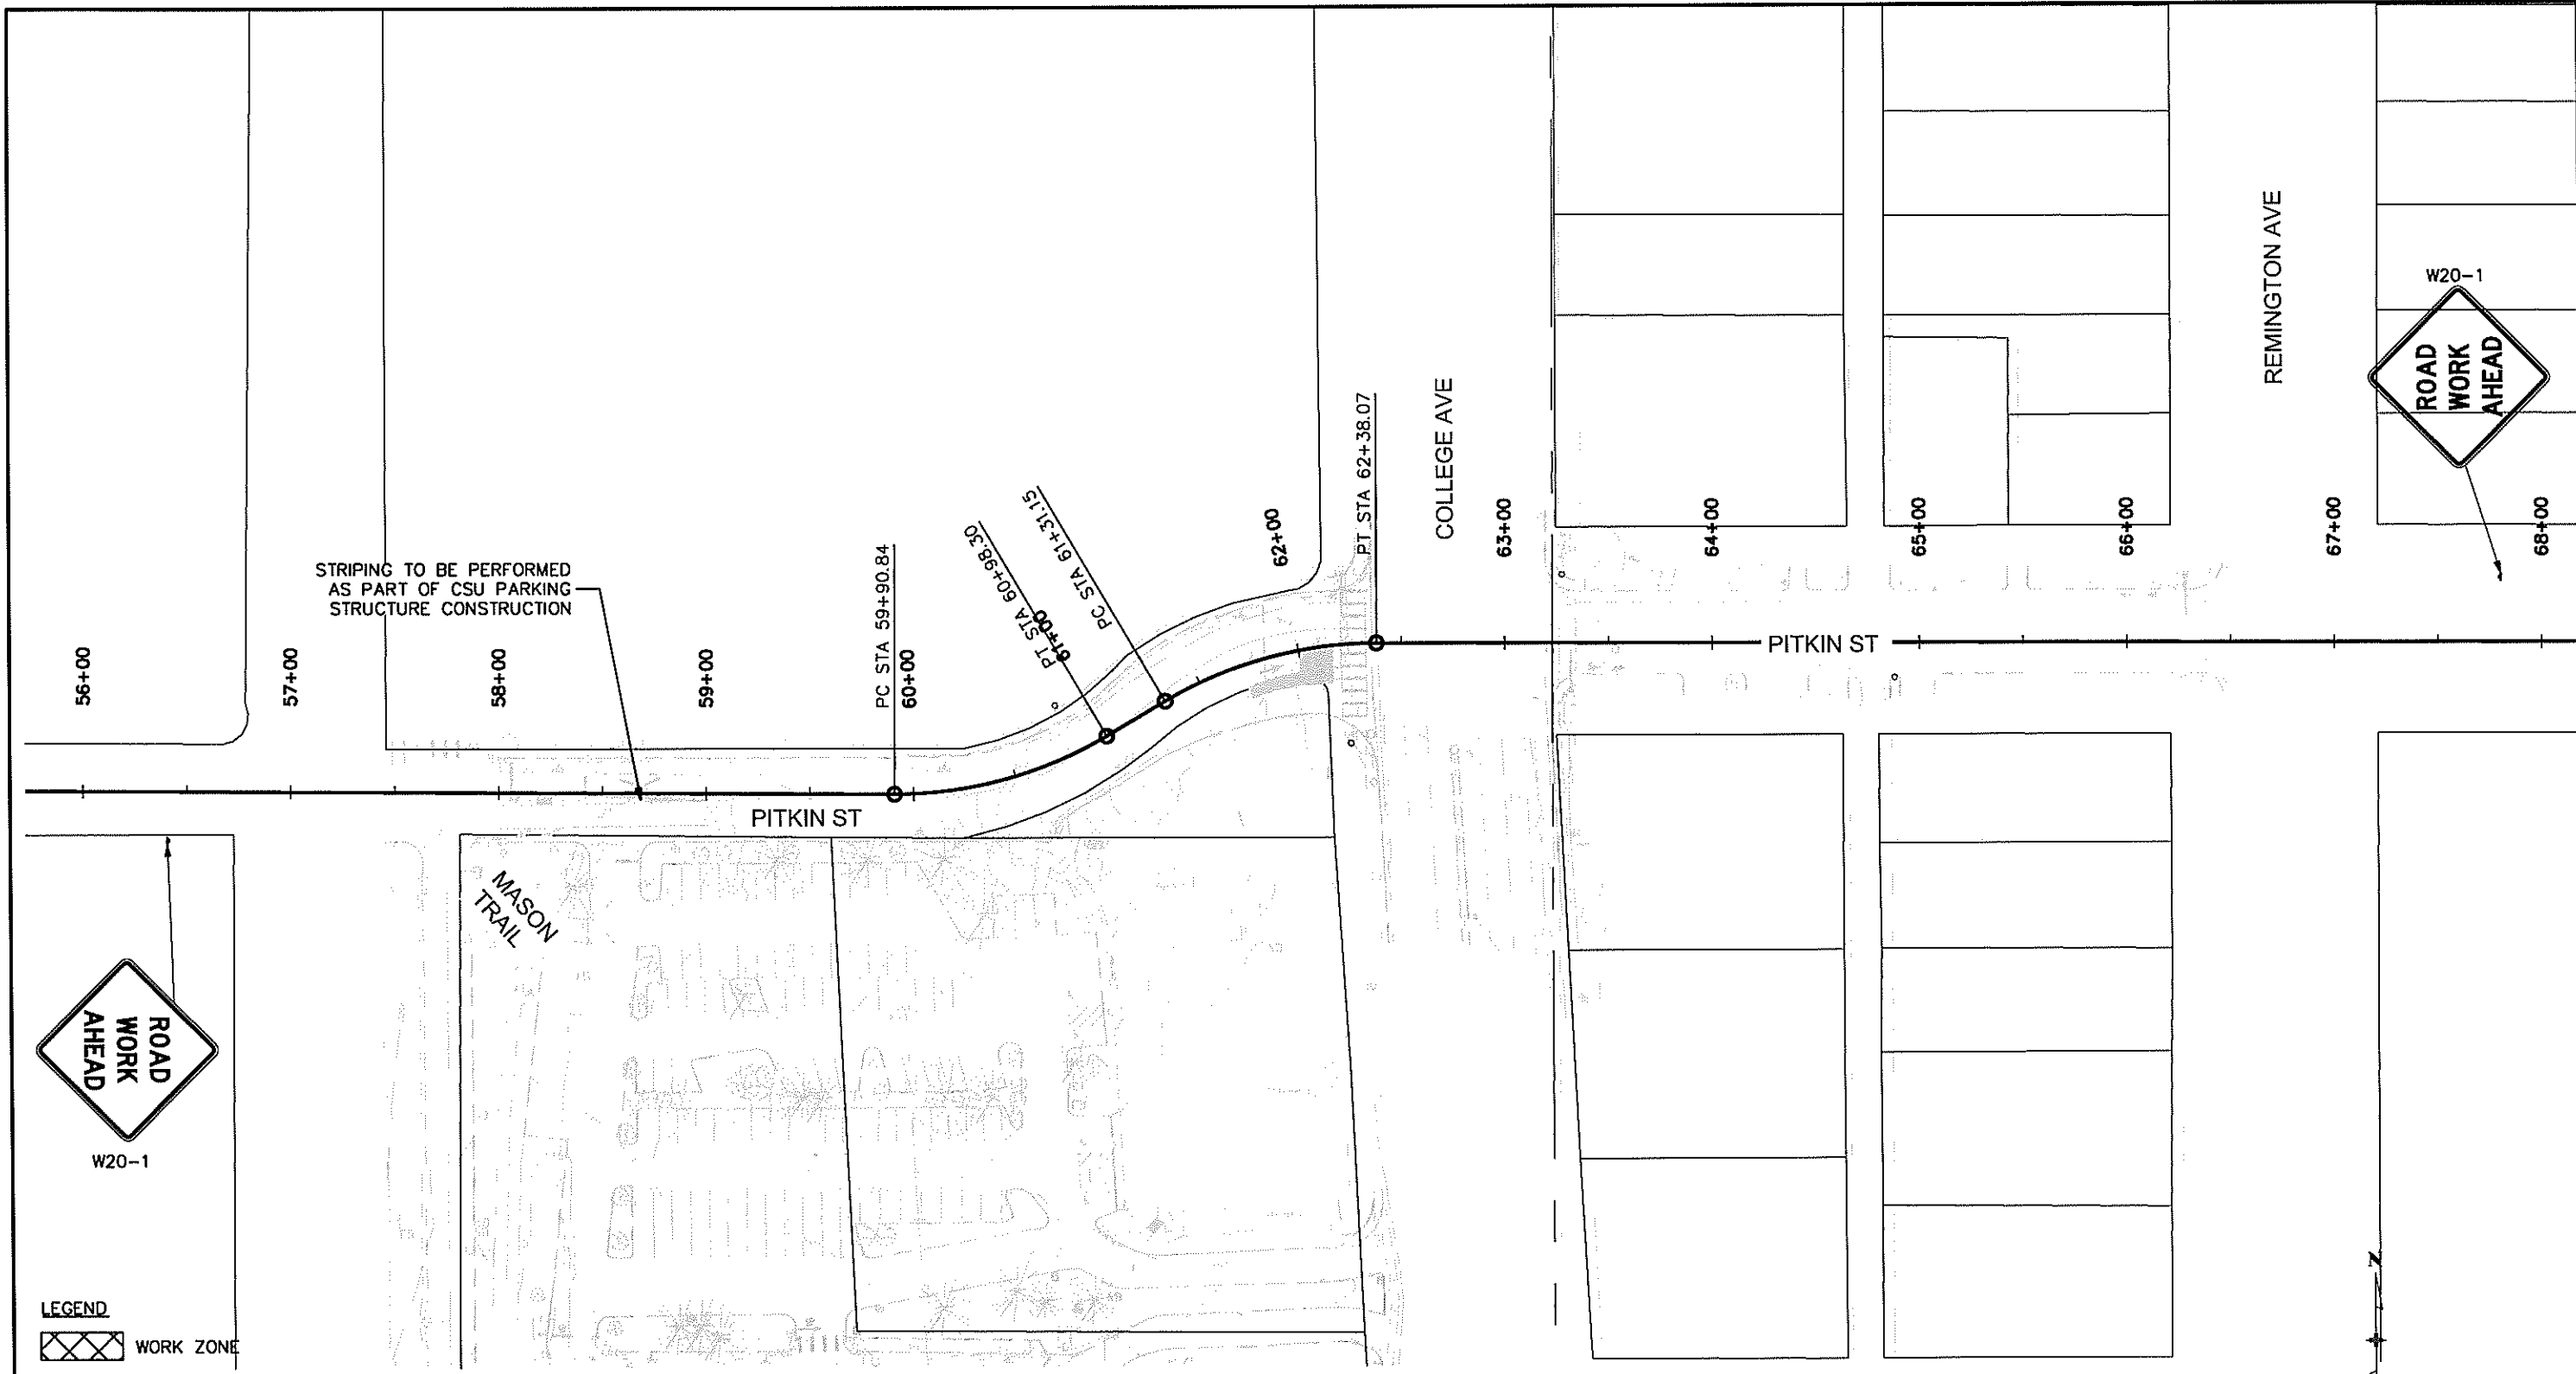 REMINGTON AVE
W20-1
ROAD
WORK
AHEAD
COLLEGE AVE
PT STA 62+38.07
PC STA 61+31.15
PT STA 60+98.30
PC STA 59+90.84
STRIPING TO BE PERFORMED
AS PART OF CSU PARKING
STRUCTURE CONSTRUCTION
56+00
57+00
58+00
59+00
60+00
61+00
62+00
63+00
64+00
65+00
66+00
67+00
68+00
PITKIN ST
PITKIN ST
MASON
TRAIL
ROAD
WORK
AHEAD
W20-1
LEGEND
WORK ZONE
N